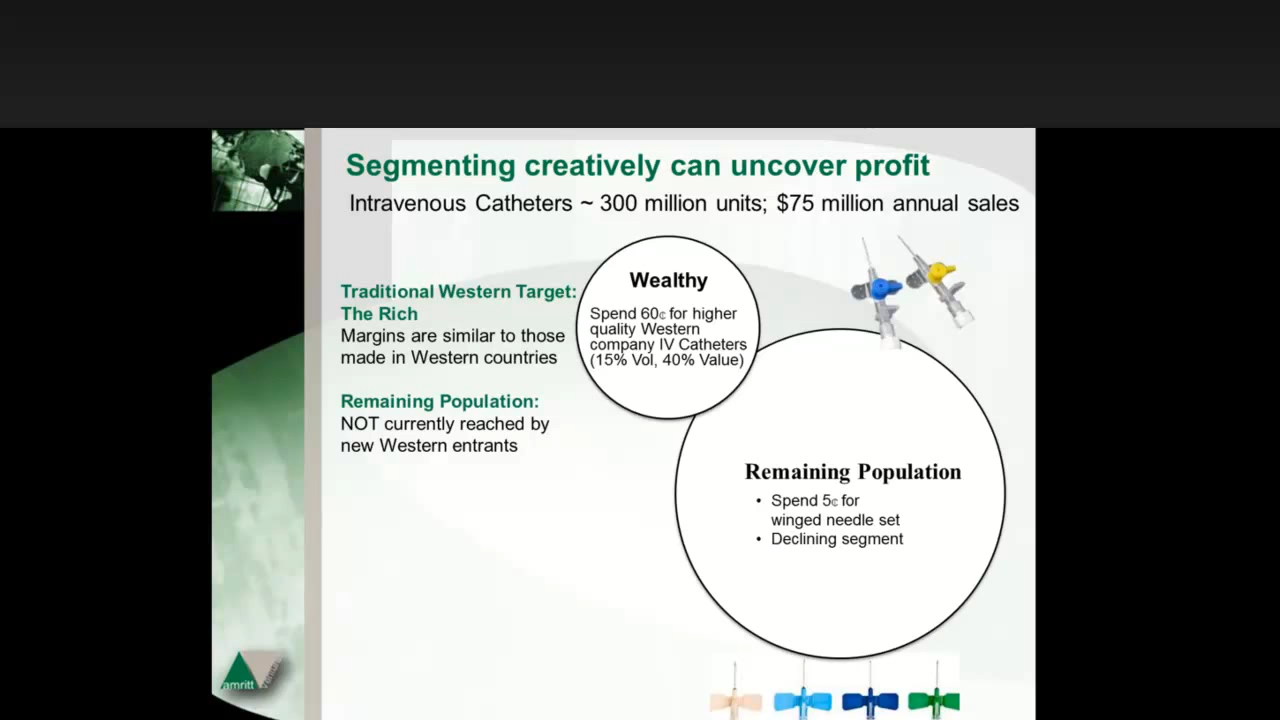 Segmenting creatively can uncover profit
Intravenous Catheters ~ 300 million units; $75 million annual sales
Traditional Western Target:
The Rich
Margins are similar to those
made in Western countries
Remaining Population:
NOT currently reached by
new Western entrants
Wealthy
Spend 60¢ for higher
quality Western
company IV Catheters
(15% Vol, 40% Value)
Remaining Population
• Spend 5¢ for
winged needle set
• Declining segment
amritt